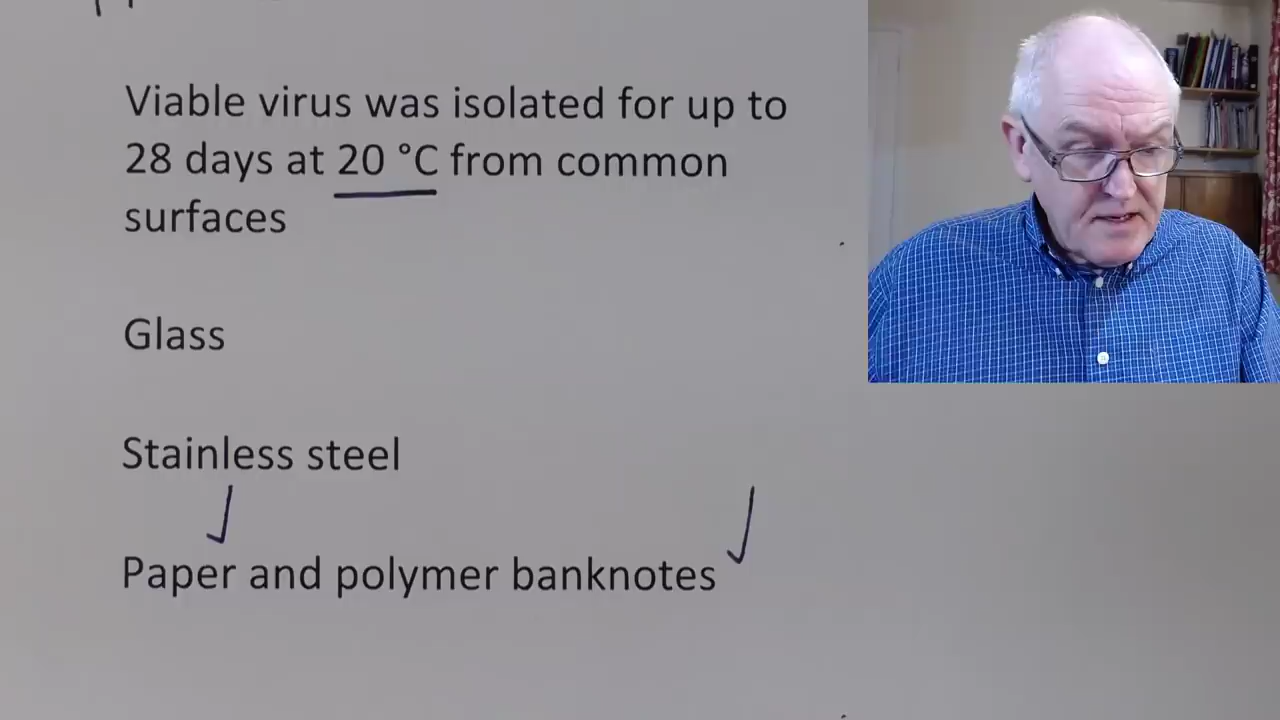 Viable virus was isolated for up to
28 days at 20 °C from common
surfaces
Glass
Stainless steel
Paper and polymer banknotes